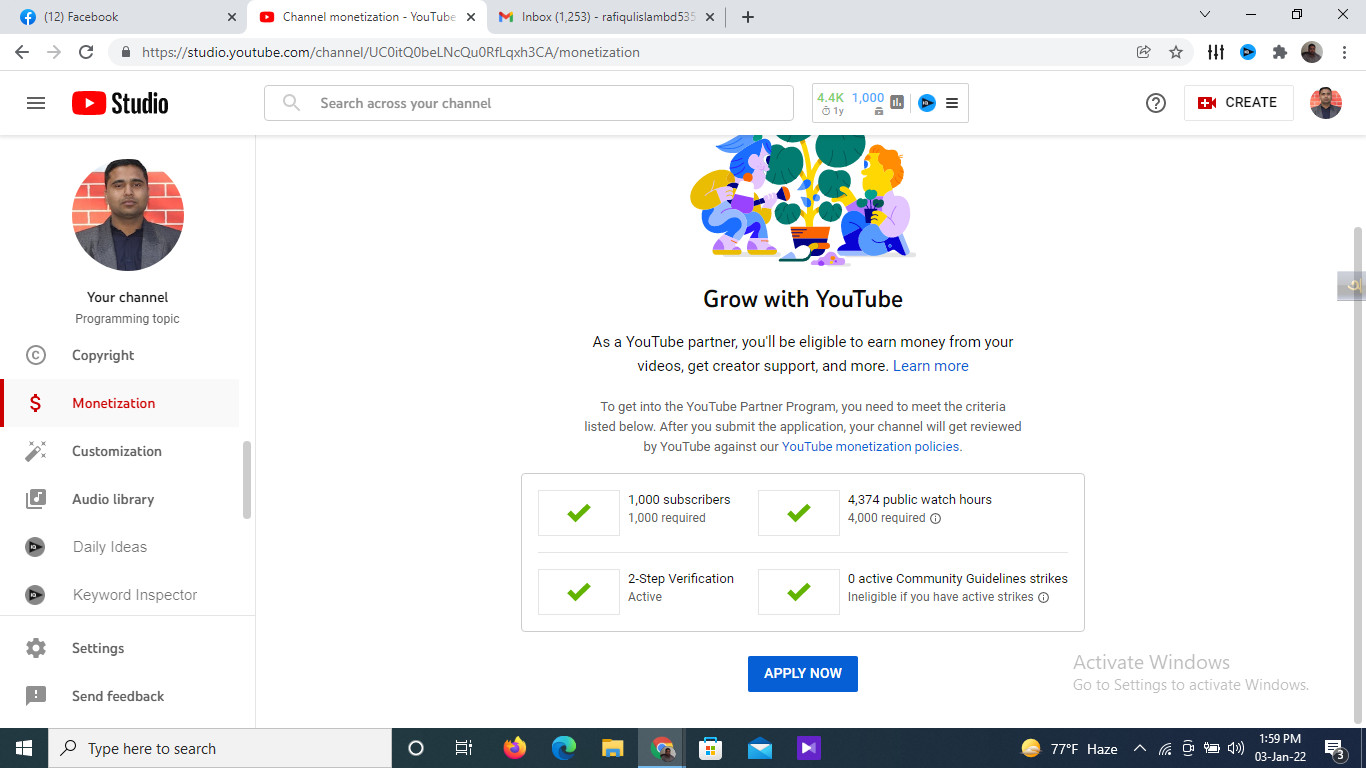 (12) Facebook
Channel monetization - YouTube
Inbox (1,253) - rafiqulislambd535
https://studio.youtube.com/channel/UC0itQ0beLNcQu0RfLqxh3CA/monetization
Studio
Search across your channel
4.4K 1,000
1y
CREATE
Your channel
Programming topic
Copyright
Monetization
Customization
Audio library
Daily Ideas
Keyword Inspector
Settings
Send feedback
Grow with YouTube
As a YouTube partner, you'll be eligible to earn money from your
videos, get creator support, and more. Learn more
To get into the YouTube Partner Program, you need to meet the criteria
listed below. After you submit the application, your channel will get reviewed
by YouTube against our YouTube monetization policies.
1,000 subscribers
1,000 required
4,374 public watch hours
4,000 required
2-Step Verification
Active
0 active Community Guidelines strikes
Ineligible if you have active strikes
APPLY NOW
Activate Windows
Go to Settings to activate Windows.
Type here to search
77°F Haze
1:59 PM
03-Jan-22
3